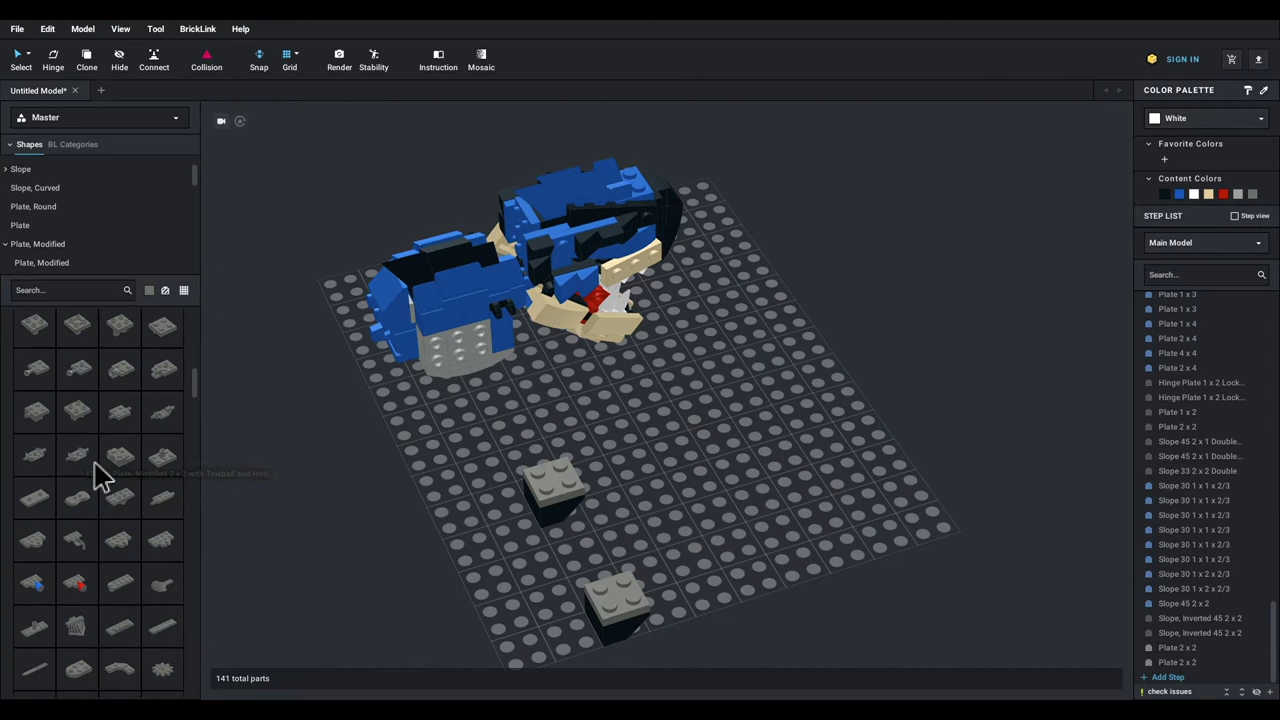 File Edit Model View Tool BrickLink Help
Select Hinge Clone Hide Connect Collision Snap Grid Render Stability Instruction Mosaic SIGN IN
Untitled Model* COLOR PALETTE
Master White
Shapes BL Categories Favorite Colors
Slope
Slope, Curved Content Colors
Plate, Round
Plate STEP LIST Step view
Plate, Modified Main Model
Plate, Modified
Search... Search...
Plate 1 x 3
Plate 1 x 3
Plate 1 x 4
Plate 2 x 4
Plate 4 x 4
Plate 2 x 4
Hinge Plate 1 x 2 Lock...
Hinge Plate 1 x 2 Lock...
Plate 1 x 2
Plate 2 x 2
Slope 45 2 x 1 Double...
Slope 45 2 x 1 Double...
Plate, Modified 2 x 2 with Towball and Hole
Slope 33 2 x 2 Double
Slope 30 1 x 1 x 2/3
Slope 30 1 x 1 x 2/3
Slope 30 1 x 1 x 2/3
Slope 30 1 x 1 x 2/3
Slope 30 1 x 1 x 2/3
Slope 30 1 x 1 x 2/3
Slope 30 1 x 1 x 2/3
Slope 30 1 x 2 x 2/3
Slope 45 2 x 2
Slope, Inverted 45 2 x 2
Slope, Inverted 45 2 x 2
Plate 2 x 2
Plate 2 x 2
141 total parts Add Step
check issues